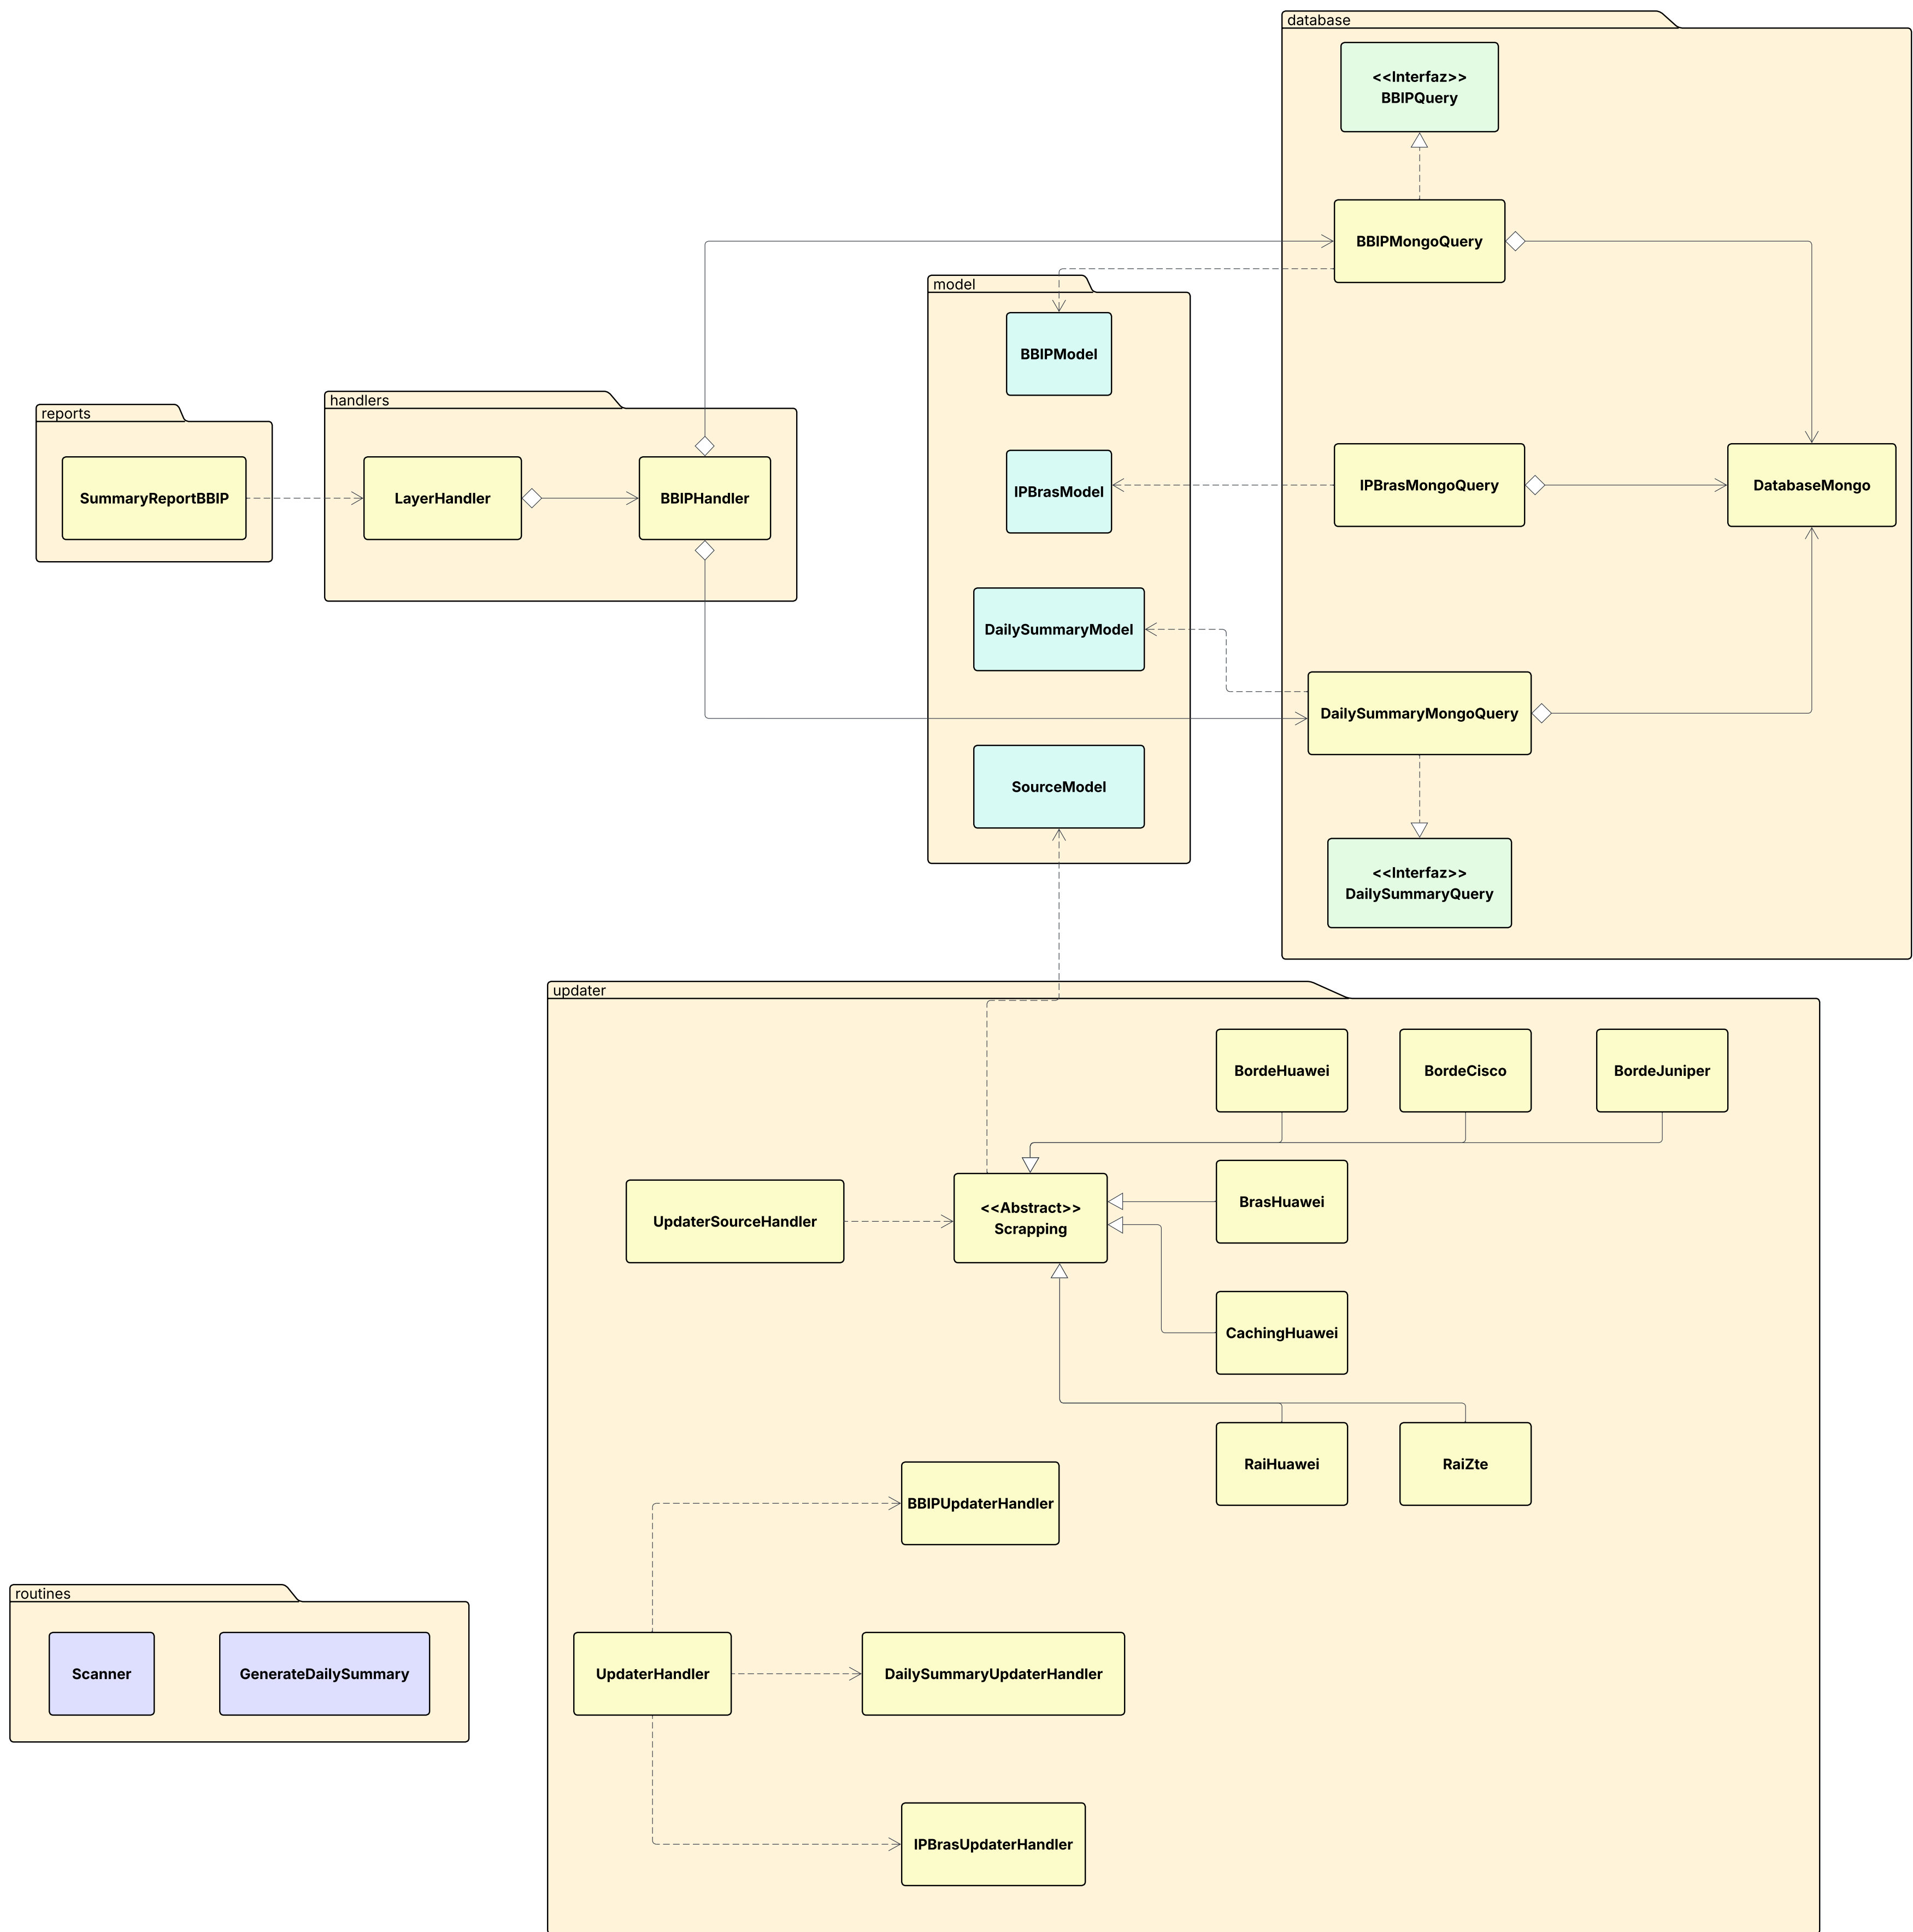 database
<<Interfaz>>
BBIPQuery
BBIPMongoQuery
model
BBIPModel
reports
handlers
SummaryReportBBIP
LayerHandler
BBIPHandler
IPBrasModel
IPBrasMongoQuery
DatabaseMongo
DailySummaryModel
DailySummaryMongoQuery
SourceModel
<<Interfaz>>
DailySummaryQuery
updater
BordeHuawei
BordeCisco
BordeJuniper
UpdaterSourceHandler
<<Abstract>>
Scrapping
BrasHuawei
CachingHuawei
RaiHuawei
RaiZte
BBIPUpdaterHandler
routines
Scanner
GenerateDailySummary
UpdaterHandler
DailySummaryUpdaterHandler
IPBrasUpdaterHandler